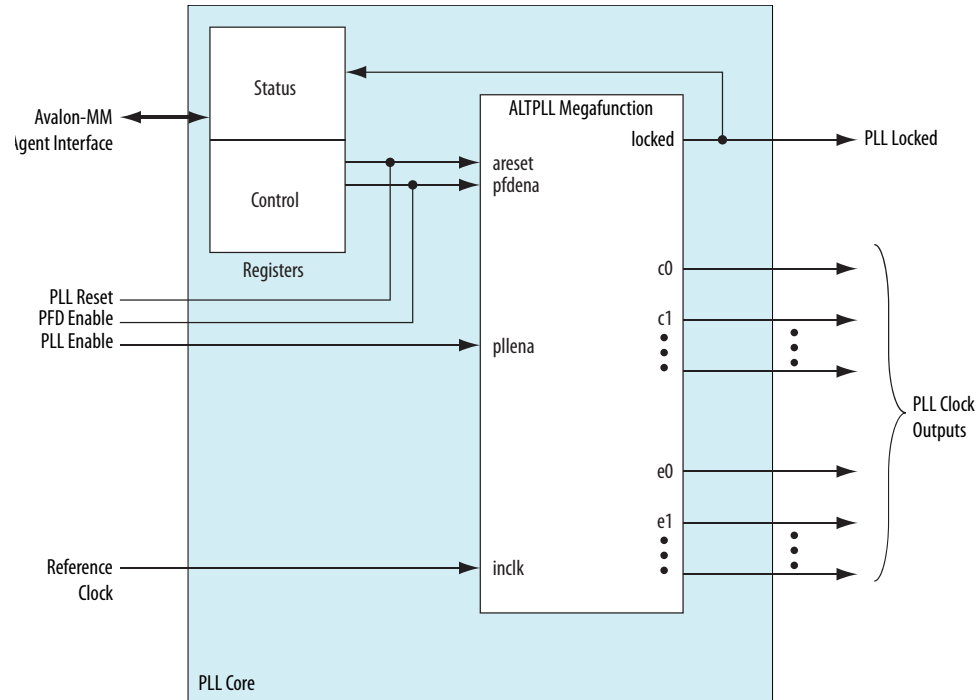 Status
Avalon-MM
Agent Interface
ALTPLL Megafunction
locked
PLL Locked
areset
pfdena
Control
Registers
c0
PLL Reset
PFD Enable
c1
PLL Enable
pllena
PLL Clock
Outputs
e0
e1
Reference
Clock
inclk
PLL Core